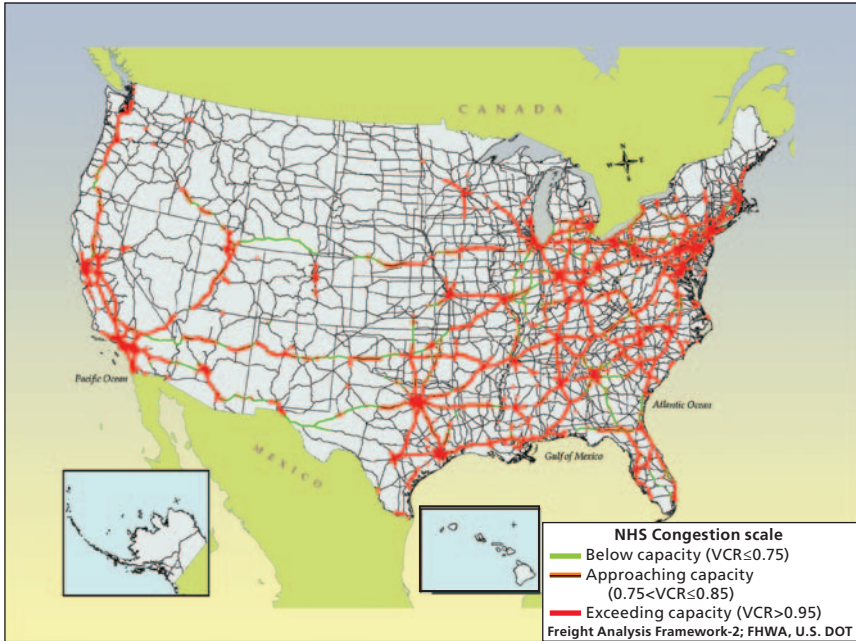 CANADA
N
W E
S
Pacific Ocean
Atlantic Ocean
MEXICO
Gulf of Mexico
NHS Congestion scale
Below capacity (VCR≤0.75)
Approaching capacity
(0.75<VCR≤0.85)
Exceeding capacity (VCR>0.95)
Freight Analysis Framework-2; FHWA, U.S. DOT